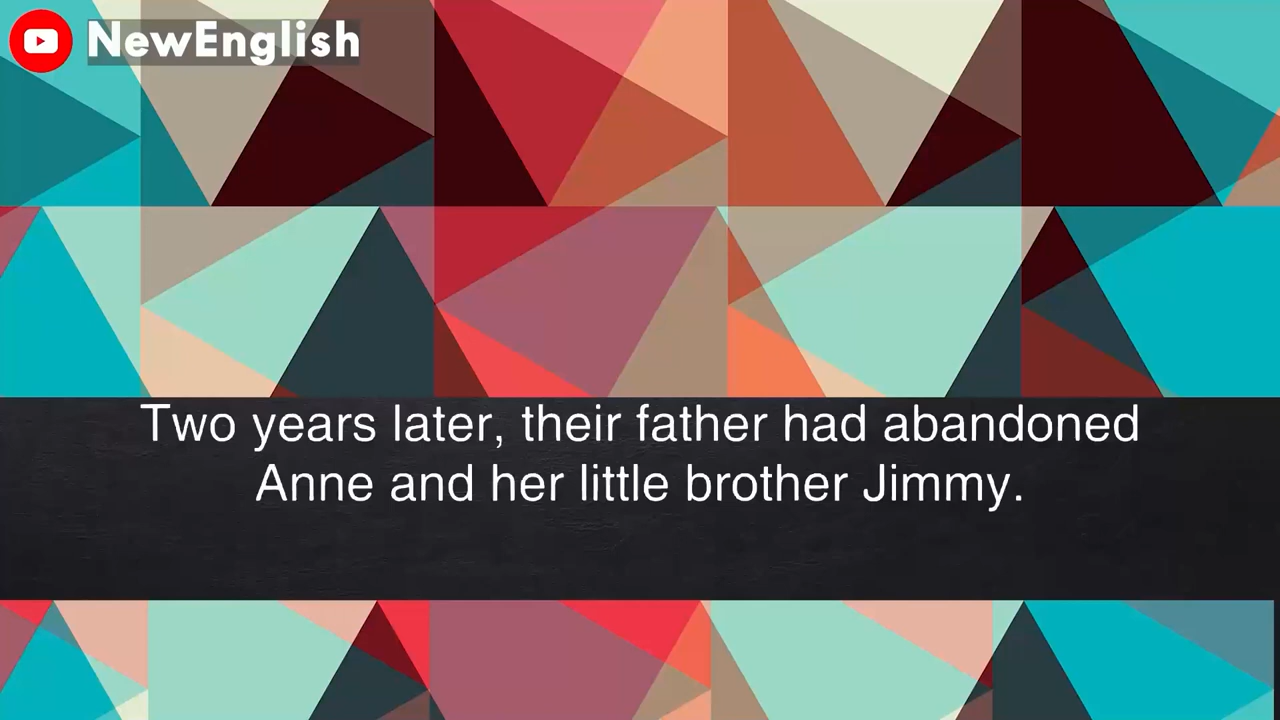 NewEnglish
Two years later, their father had abandoned
Anne and her little brother Jimmy.